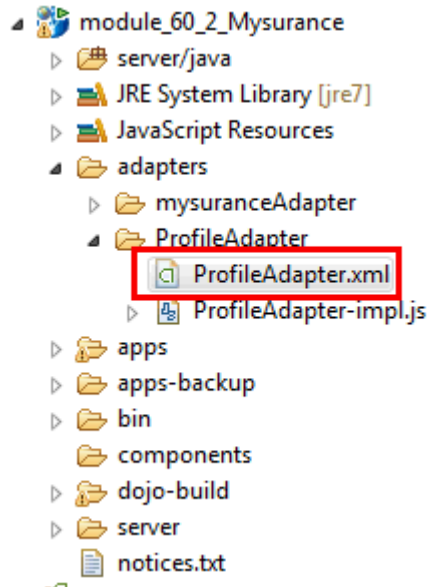 module_60_2_Mysurance
server/java
JRE System Library [jre7]
JavaScript Resources
adapters
mysuranceAdapter
ProfileAdapter
ProfileAdapter.xml
ProfileAdapter-impl.js
apps
apps-backup
bin
components
dojo-build
server
notices.txt